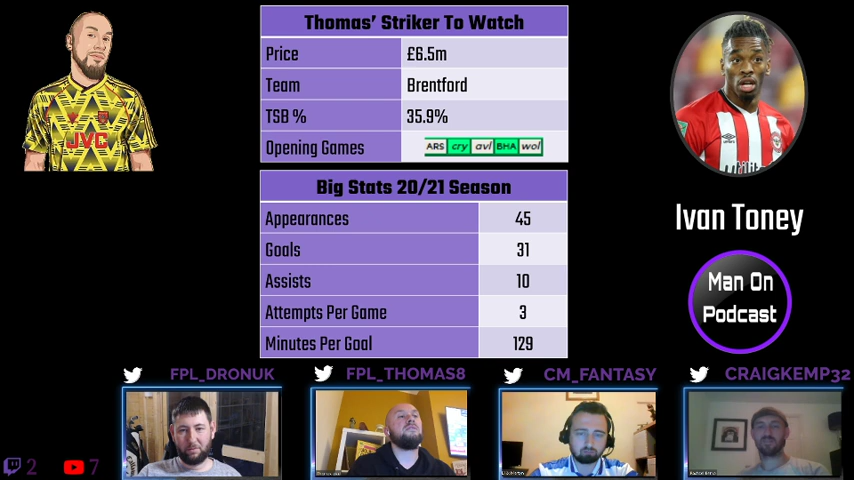 Thomas' Striker To Watch
Price £6.5m
Team Brentford
TSB % 35.9%
Opening Games ARS cry avl BHA wol
Big Stats 20/21 Season
Appearances 45
Goals 31
Assists 10
Attempts Per Game 3
Minutes Per Goal 129
JVC
Ivan Toney
Man On
Podcast
FPL_DRONUK
FPL_THOMAS8
CM_FANTASY
CRAIGKEMP32
2
7